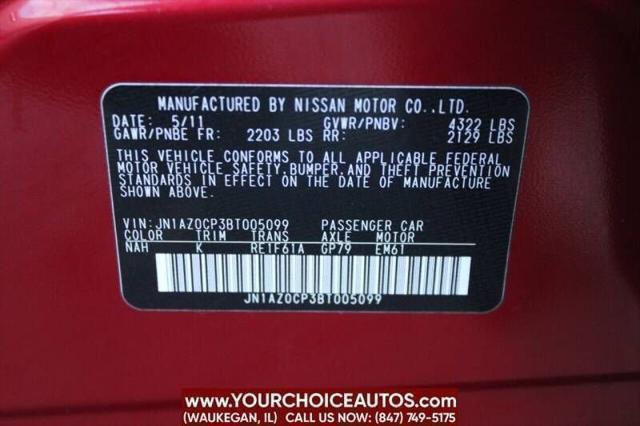 MANUFACTURED BY NISSAN MOTOR CO.,LTD.
DATE: 5/11 GVWR/PNBV: 4322 LBS
GAWR/PNBE FR: 2203 LBS RR: 2129 LBS
THIS VEHICLE CONFORMS TO ALL APPLICABLE FEDERAL
MOTOR VEHICLE SAFETY,BUMPER,AND THEFT PREVENTION
STANDARDS IN EFFECT ON THE DATE OF MANUFACTURE
SHOWN ABOVE.
VIN:JN1AZ0CP3BT005099 PASSENGER CAR
COLOR TRIM TRANS AXLE MOTOR
NAH K RE1F61A GP79 EM61
JN1AZ0CP3BT005099
WWW.YOURCHOICEAUTOS.COM
(WAUKEGAN, IL) CALL US NOW: (847) 749-5175